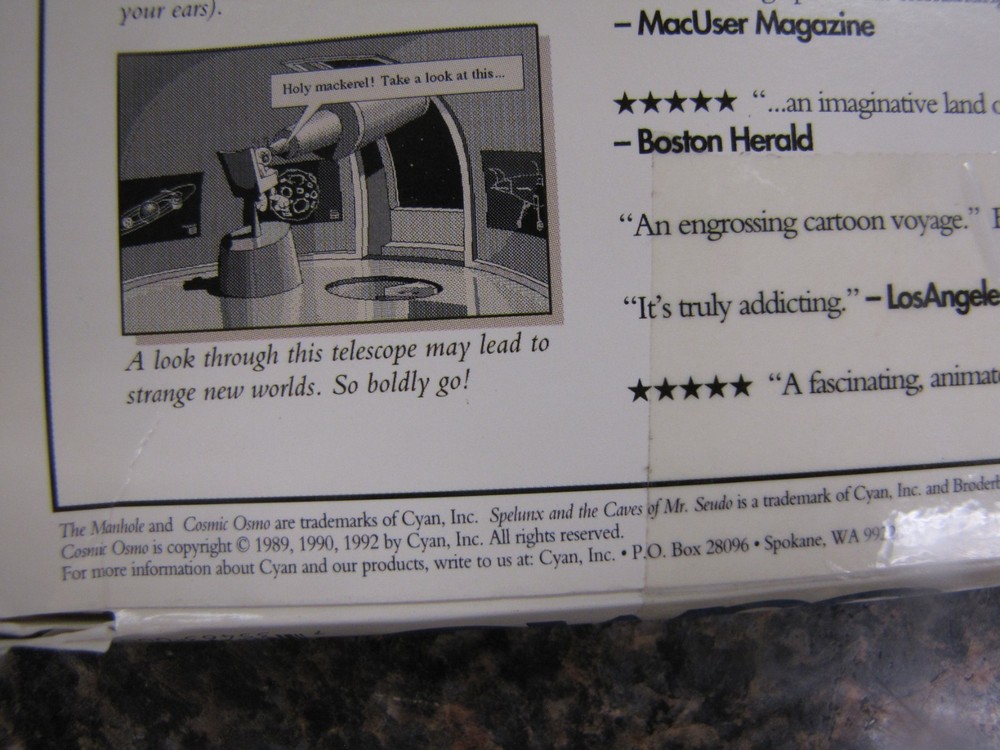 your ears).
Holy mackerel! Take a look at this...
A look through this telescope may lead to
strange new worlds. So boldly go!
– MacUser Magazine
★★★★★ “...an imaginative land
– Boston Herald
“An engrossing cartoon voyage.”
“It’s truly addicting.” – LosAngele
★★★★★ “A fascinating, animat
The Manhole and Cosmic Osmo are trademarks of Cyan, Inc. Spelunx and the Caves of Mr. Seudo is a trademark of Cyan, Inc. and Brøderb
Cosmic Osmo is copyright © 1989, 1990, 1992 by Cyan, Inc. All rights reserved.
For more information about Cyan and our products, write to us at: Cyan, Inc. • P.O. Box 28096 • Spokane, WA